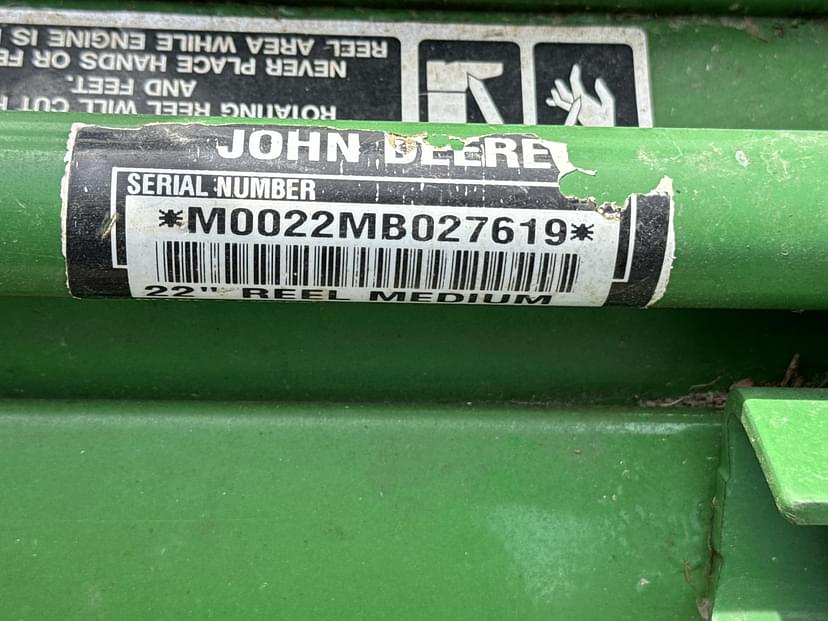 ROTATING REEL WILL CUT
AND FEET.
NEVER PLACE HANDS OR
REEL AREA WHILE ENGINE IS
JOHN DEERE
SERIAL NUMBER
*M0022MB027619*
22" REEL MEDIUM